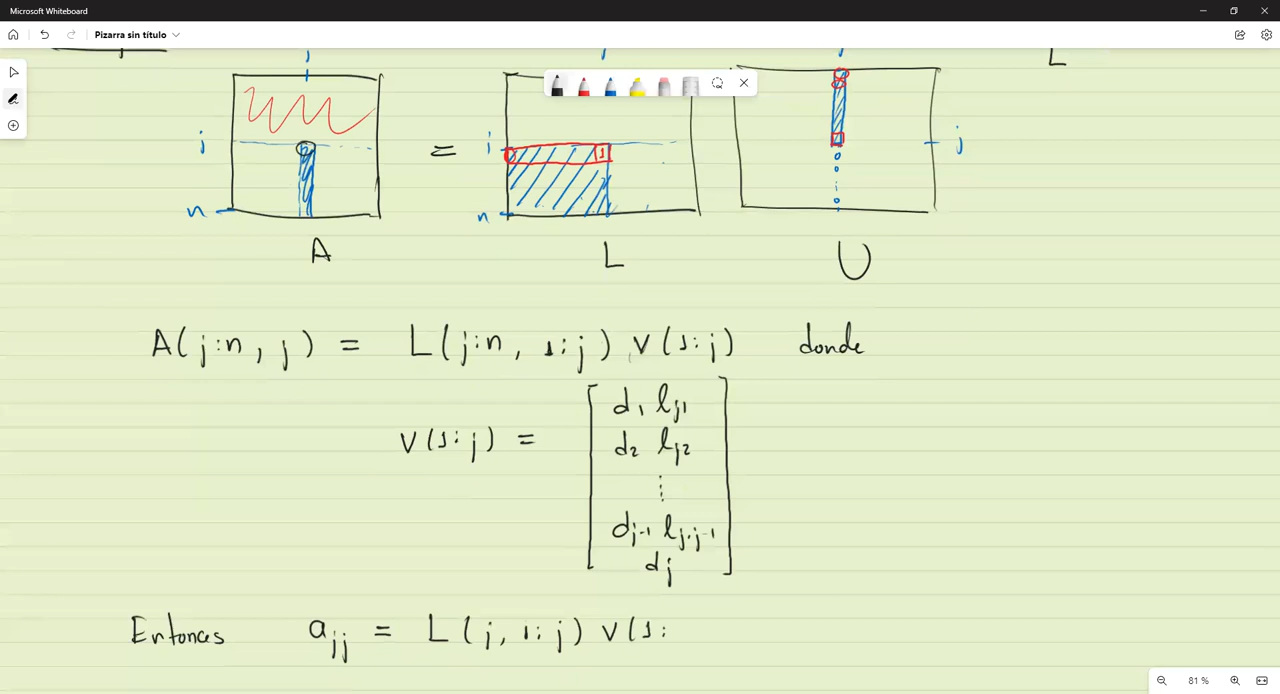 Microsoft Whiteboard
Pizarra sin título
j
L
j
j
n
=
j
1
n
j
A
L
U
A(j:n, j) = L(j:n, 1:j) v(1:j) donde
v(1:j) =
d₁ lⱼ₁
d₂ lⱼ₂
⋮
dⱼ₋₁ lⱼ,ⱼ₋₁
dⱼ
Entonces aⱼⱼ = L(j, 1:j) v(1:
81 %